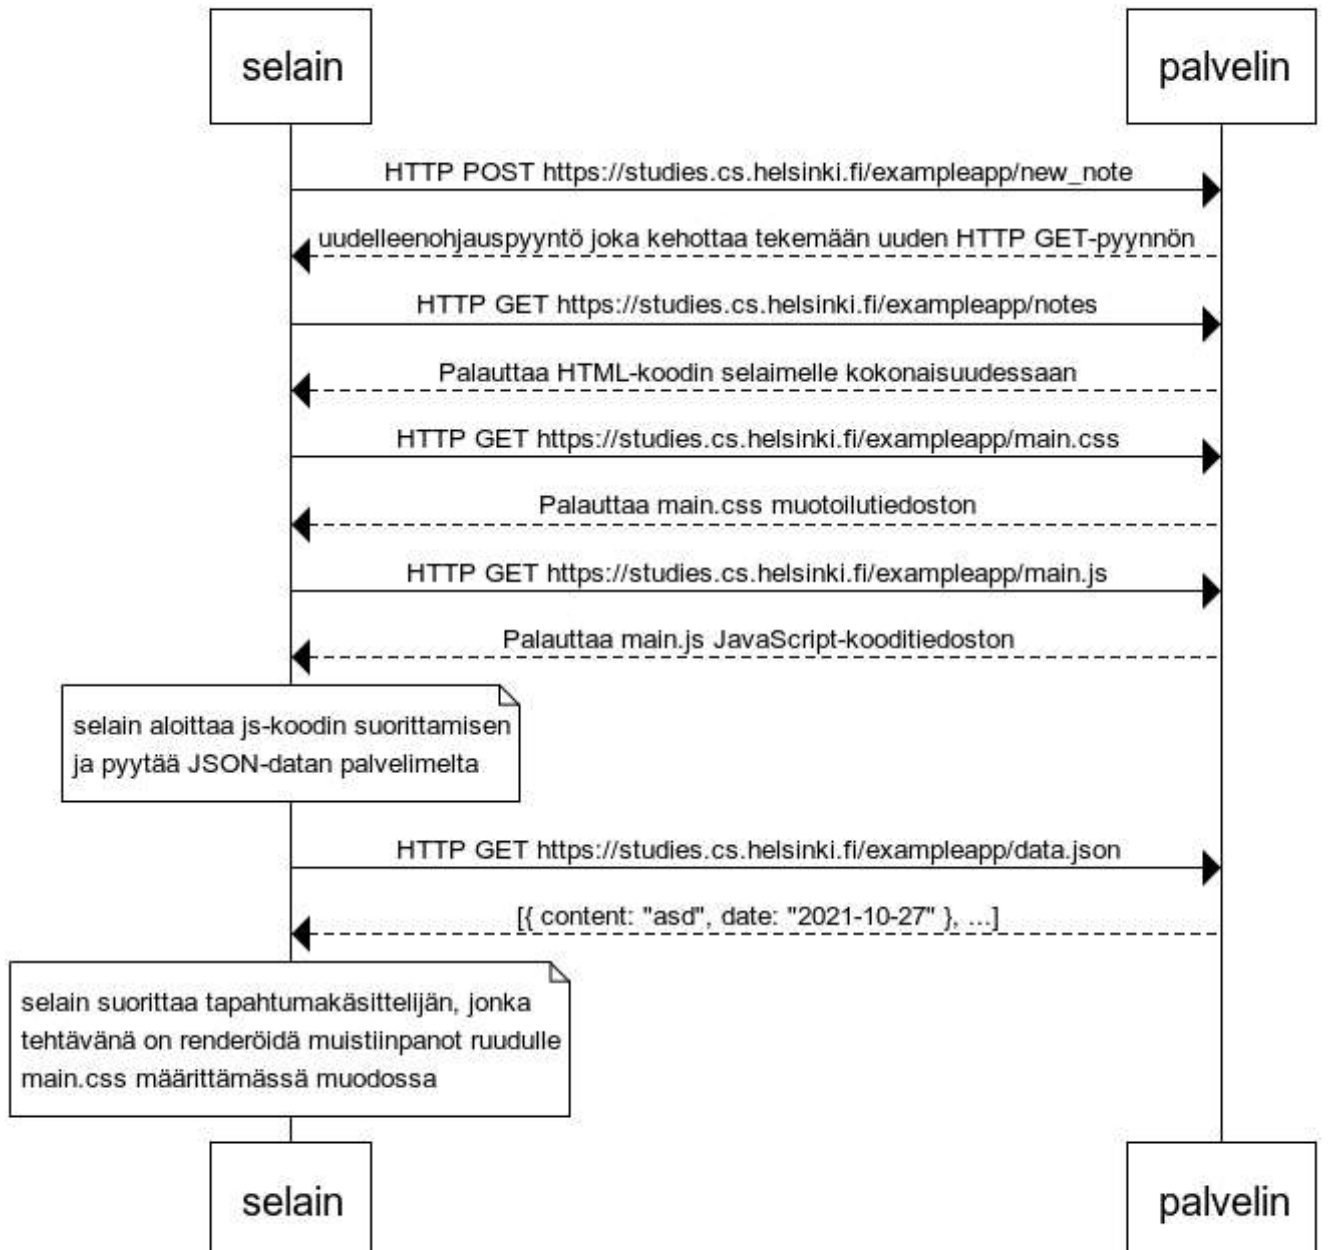 selain
palvelin
HTTP POST https://studies.cs.helsinki.fi/exampleapp/new_note
uudelleenohjauspyyntö joka kehottaa tekemään uuden HTTP GET-pyynnön
HTTP GET https://studies.cs.helsinki.fi/exampleapp/notes
Palauttaa HTML-koodin selaimelle kokonaisuudessaan
HTTP GET https://studies.cs.helsinki.fi/exampleapp/main.css
Palauttaa main.css muotoilutiedoston
HTTP GET https://studies.cs.helsinki.fi/exampleapp/main.js
Palauttaa main.js JavaScript-kooditiedoston
selain aloittaa js-koodin suorittamisen
ja pyytää JSON-datan palvelimelta
HTTP GET https://studies.cs.helsinki.fi/exampleapp/data.json
[{ content: "asd", date: "2021-10-27" }, ...]
selain suorittaa tapahtumakäsittelijän, jonka
tehtävänä on renderöidä muistiinpanot ruudulle
main.css määrittämässä muodossa
selain
palvelin